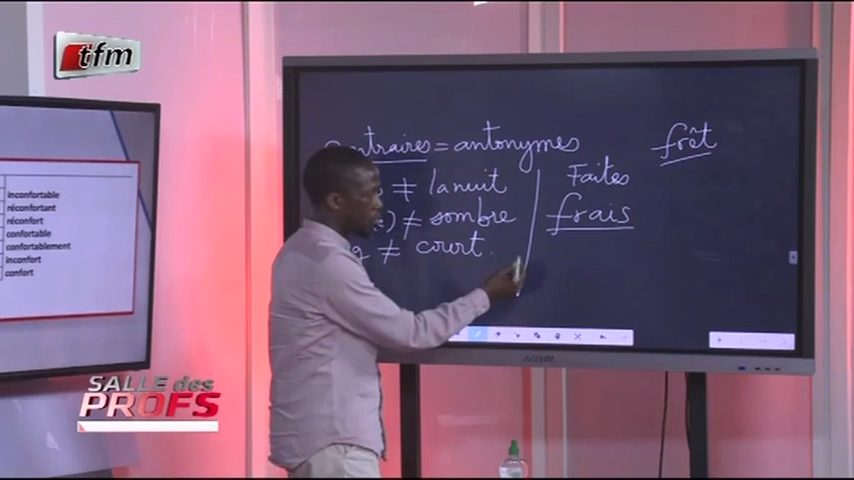 tfm
inconfortable
réconfortant
réconfort
confortable
confortablement
inconfort
confort
SALLE des
PROFS
contraires = antonymes
≠ la nuit
≠ sombre
≠ court.
Faites
frais
frêt